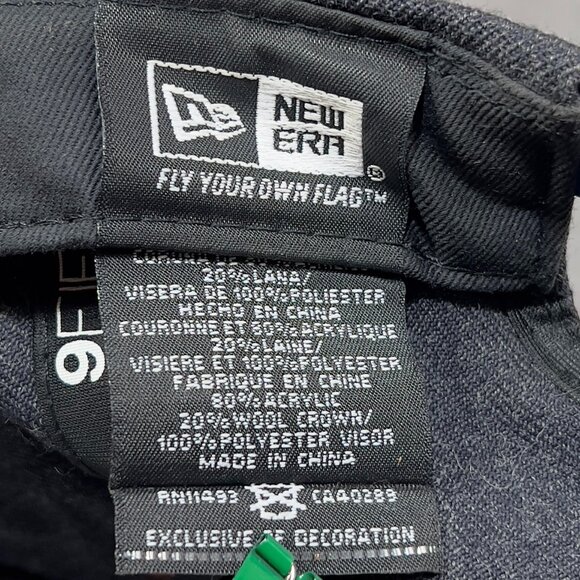 NE
NEW
ERA
®
FLY YOUR OWN FLAG™
20% LANA/
VISERA DE 100% POLIESTER
HECHO EN CHINA
COURONNE ET 80% ACRYLIQUE
20% LAINE/
VISIERE ET 100% POLYESTER
FABRIQUE EN CHINE
80% ACRYLIC
20% WOOL CROWN/
100% POLYESTER VISOR
MADE IN CHINA
RN11493 CA40289
EXCLUSIVE OF DECORATION